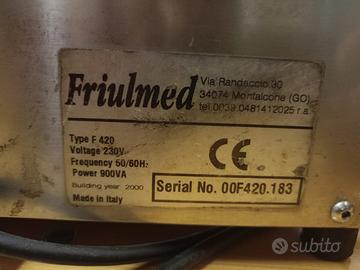 Friulmed
Via Randaccio 30
34074 Monfalcone (GO)
tel.0039.0481412025 r.a.
Type F 420
Voltage 230V
Frequency 50/60Hz
Power 900VA
Building year 2000
Made in Italy
CE
Serial No. 00F420.183
subito